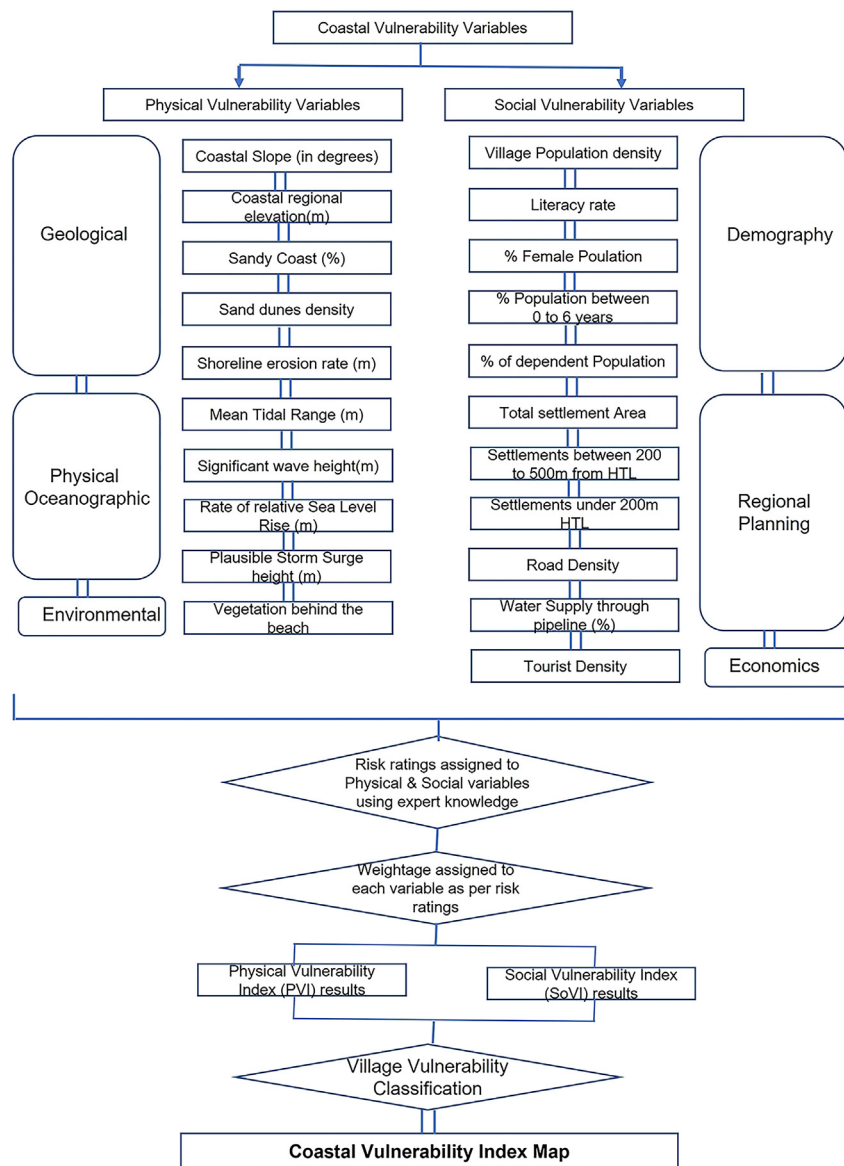 Coastal Vulnerability Variables
Physical Vulnerability Variables
Social Vulnerability Variables
Geological
Physical
Oceanographic
Environmental
Coastal Slope (in degrees)
Coastal regional
elevation(m)
Sandy Coast (%)
Sand dunes density
Shoreline erosion rate (m)
Mean Tidal Range (m)
Significant wave height(m)
Rate of relative Sea Level
Rise (m)
Plausible Storm Surge
height (m)
Vegetation behind the
beach
Village Population density
Literacy rate
% Female Poulation
% Population between
0 to 6 years
% of dependent Population
Total settlement Area
Settlements between 200
to 500m from HTL
Settlements under 200m
HTL
Road Density
Water Supply through
pipeline (%)
Tourist Density
Demography
Regional
Planning
Economics
Risk ratings assigned to
Physical & Social variables
using expert knowledge
Weightage assigned to
each variable as per risk
ratings
Physical Vulnerability
Index (PVI) results
Social Vulnerability Index
(SoVI) results
Village Vulnerability
Classification
Coastal Vulnerability Index Map